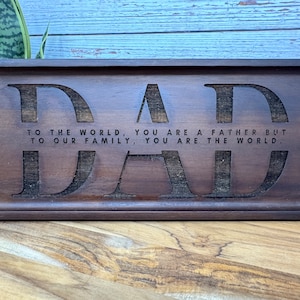 DAD
TO THE WORLD, YOU ARE A FATHER BUT
TO OUR FAMILY, YOU ARE THE WORLD.